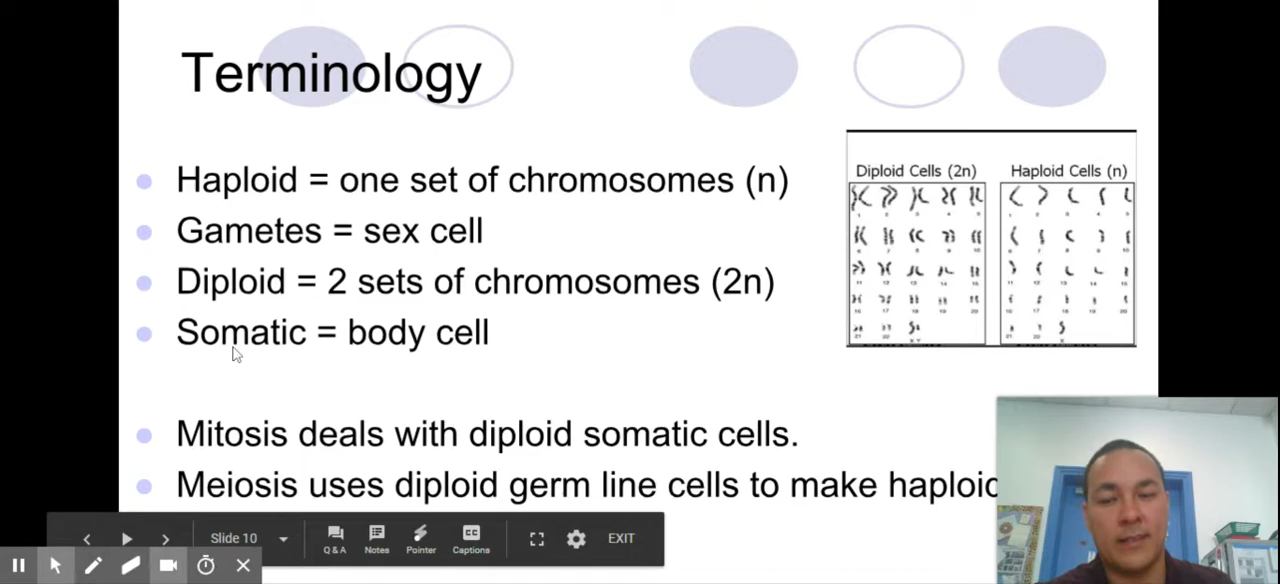 Terminology
Haploid = one set of chromosomes (n)
Gametes = sex cell
Diploid = 2 sets of chromosomes (2n)
Somatic = body cell
Mitosis deals with diploid somatic cells.
Meiosis uses diploid germ line cells to make haploid
Diploid Cells (2n)
Haploid Cells (n)
Slide 10
Q & A
Notes
Pointer
CC
Captions
EXIT